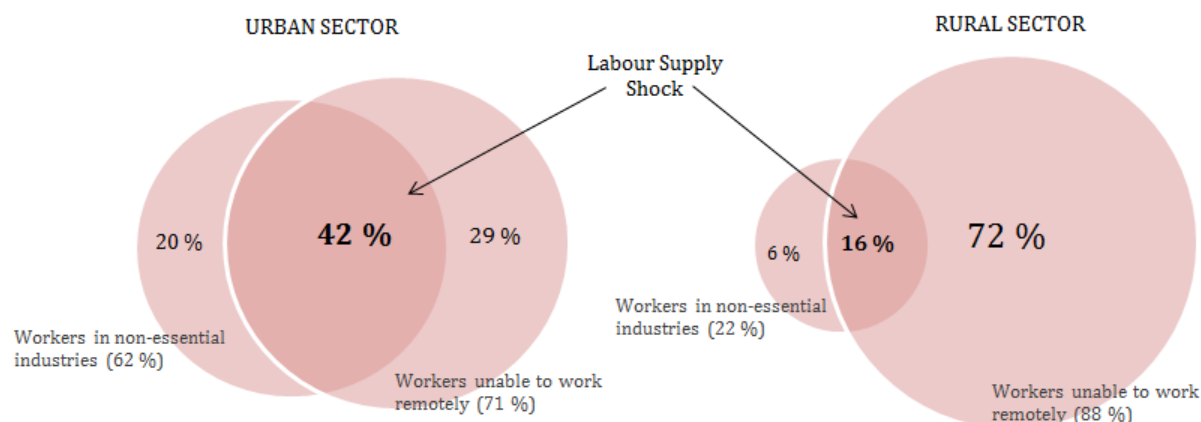 URBAN SECTOR
RURAL SECTOR
Labour Supply
Shock
20 %
42 %
29 %
6 %
16 %
72 %
Workers in non-essential
industries (62 %)
Workers unable to work
remotely (71 %)
Workers in non-essential
industries (22 %)
Workers unable to work
remotely (88 %)